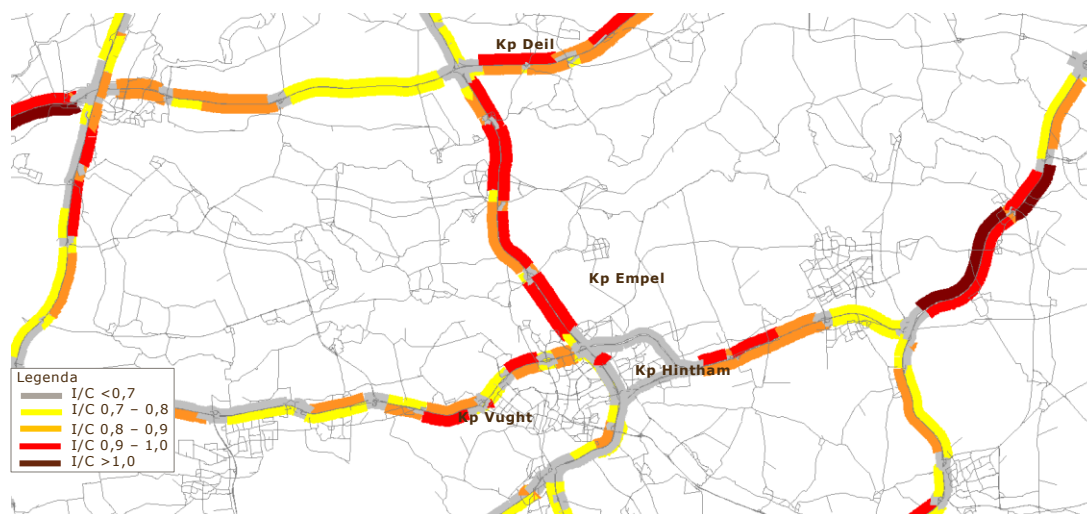 Kp Deil
Kp Empel
Kp Hintham
Kp Vught
Legenda
I/C <0,7
I/C 0,7 – 0,8
I/C 0,8 – 0,9
I/C 0,9 – 1,0
I/C >1,0